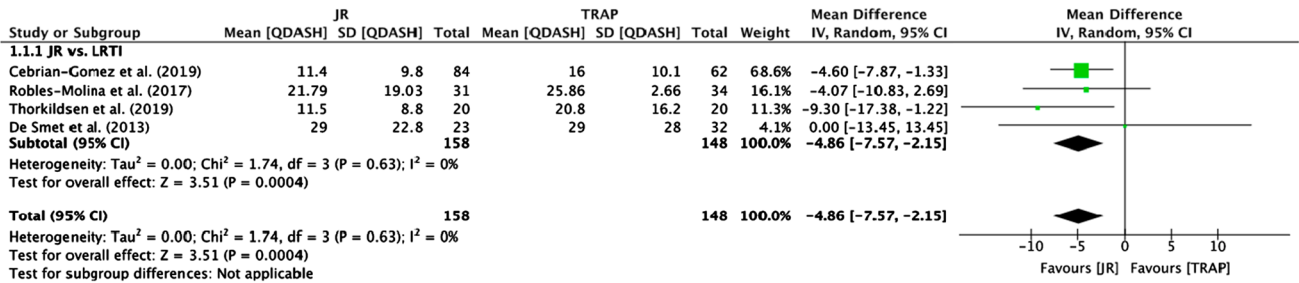 JR TRAP Mean Difference Mean Difference
Study or Subgroup Mean [QDASH] SD [QDASH] Total Mean [QDASH] SD [QDASH] Total Weight IV, Random, 95% CI IV, Random, 95% CI
1.1.1 JR vs. LRTI
Cebrian-Gomez et al. (2019) 11.4 9.8 84 16 10.1 62 68.6% -4.60 [-7.87, -1.33]
Robles-Molina et al. (2017) 21.79 19.03 31 25.86 2.66 34 16.1% -4.07 [-10.83, 2.69]
Thorkildsen et al. (2019) 11.5 8.8 20 20.8 16.2 20 11.3% -9.30 [-17.38, -1.22]
De Smet et al. (2013) 29 22.8 23 29 28 32 4.1% 0.00 [-13.45, 13.45]
Subtotal (95% CI) 158 148 100.0% -4.86 [-7.57, -2.15]
Heterogeneity: Tau² = 0.00; Chi² = 1.74, df = 3 (P = 0.63); I² = 0%
Test for overall effect: Z = 3.51 (P = 0.0004)
Total (95% CI) 158 148 100.0% -4.86 [-7.57, -2.15]
Heterogeneity: Tau² = 0.00; Chi² = 1.74, df = 3 (P = 0.63); I² = 0%
Test for overall effect: Z = 3.51 (P = 0.0004)
Test for subgroup differences: Not applicable
-10 -5 0 5 10
Favours [JR] Favours [TRAP]